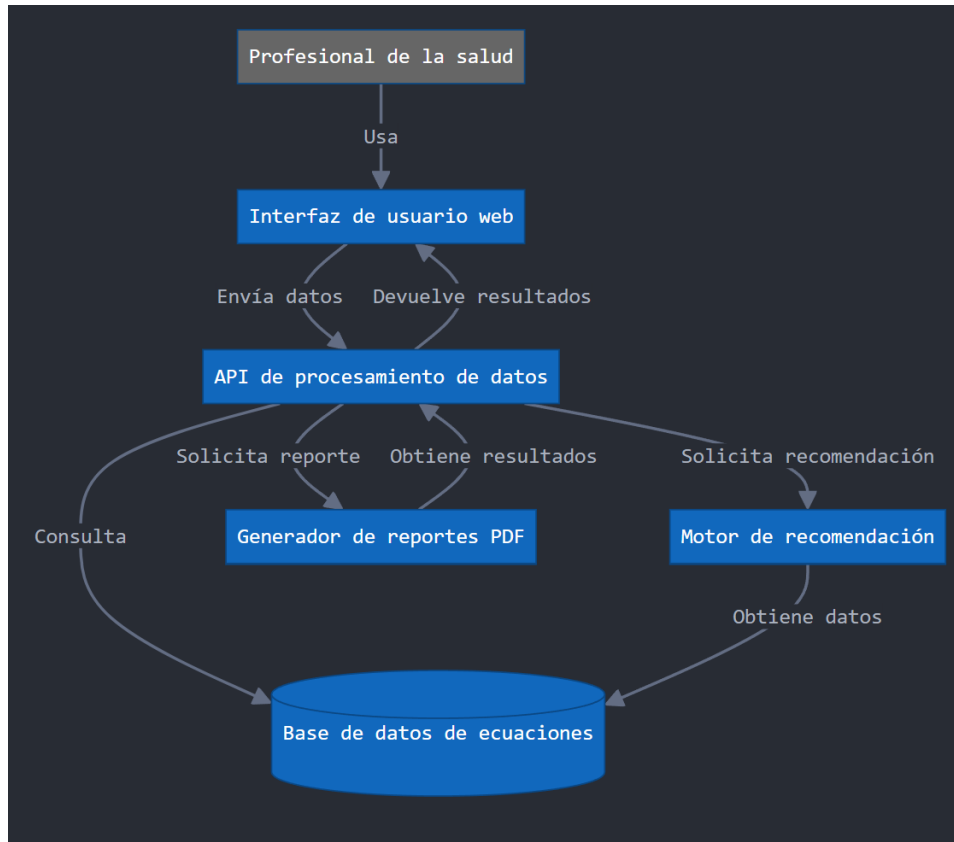 Profesional de la salud
Usa
Interfaz de usuario web
Envía datos
Devuelve resultados
API de procesamiento de datos
Solicita reporte
Obtiene resultados
Solicita recomendación
Consulta
Generador de reportes PDF
Motor de recomendación
Obtiene datos
Base de datos de ecuaciones